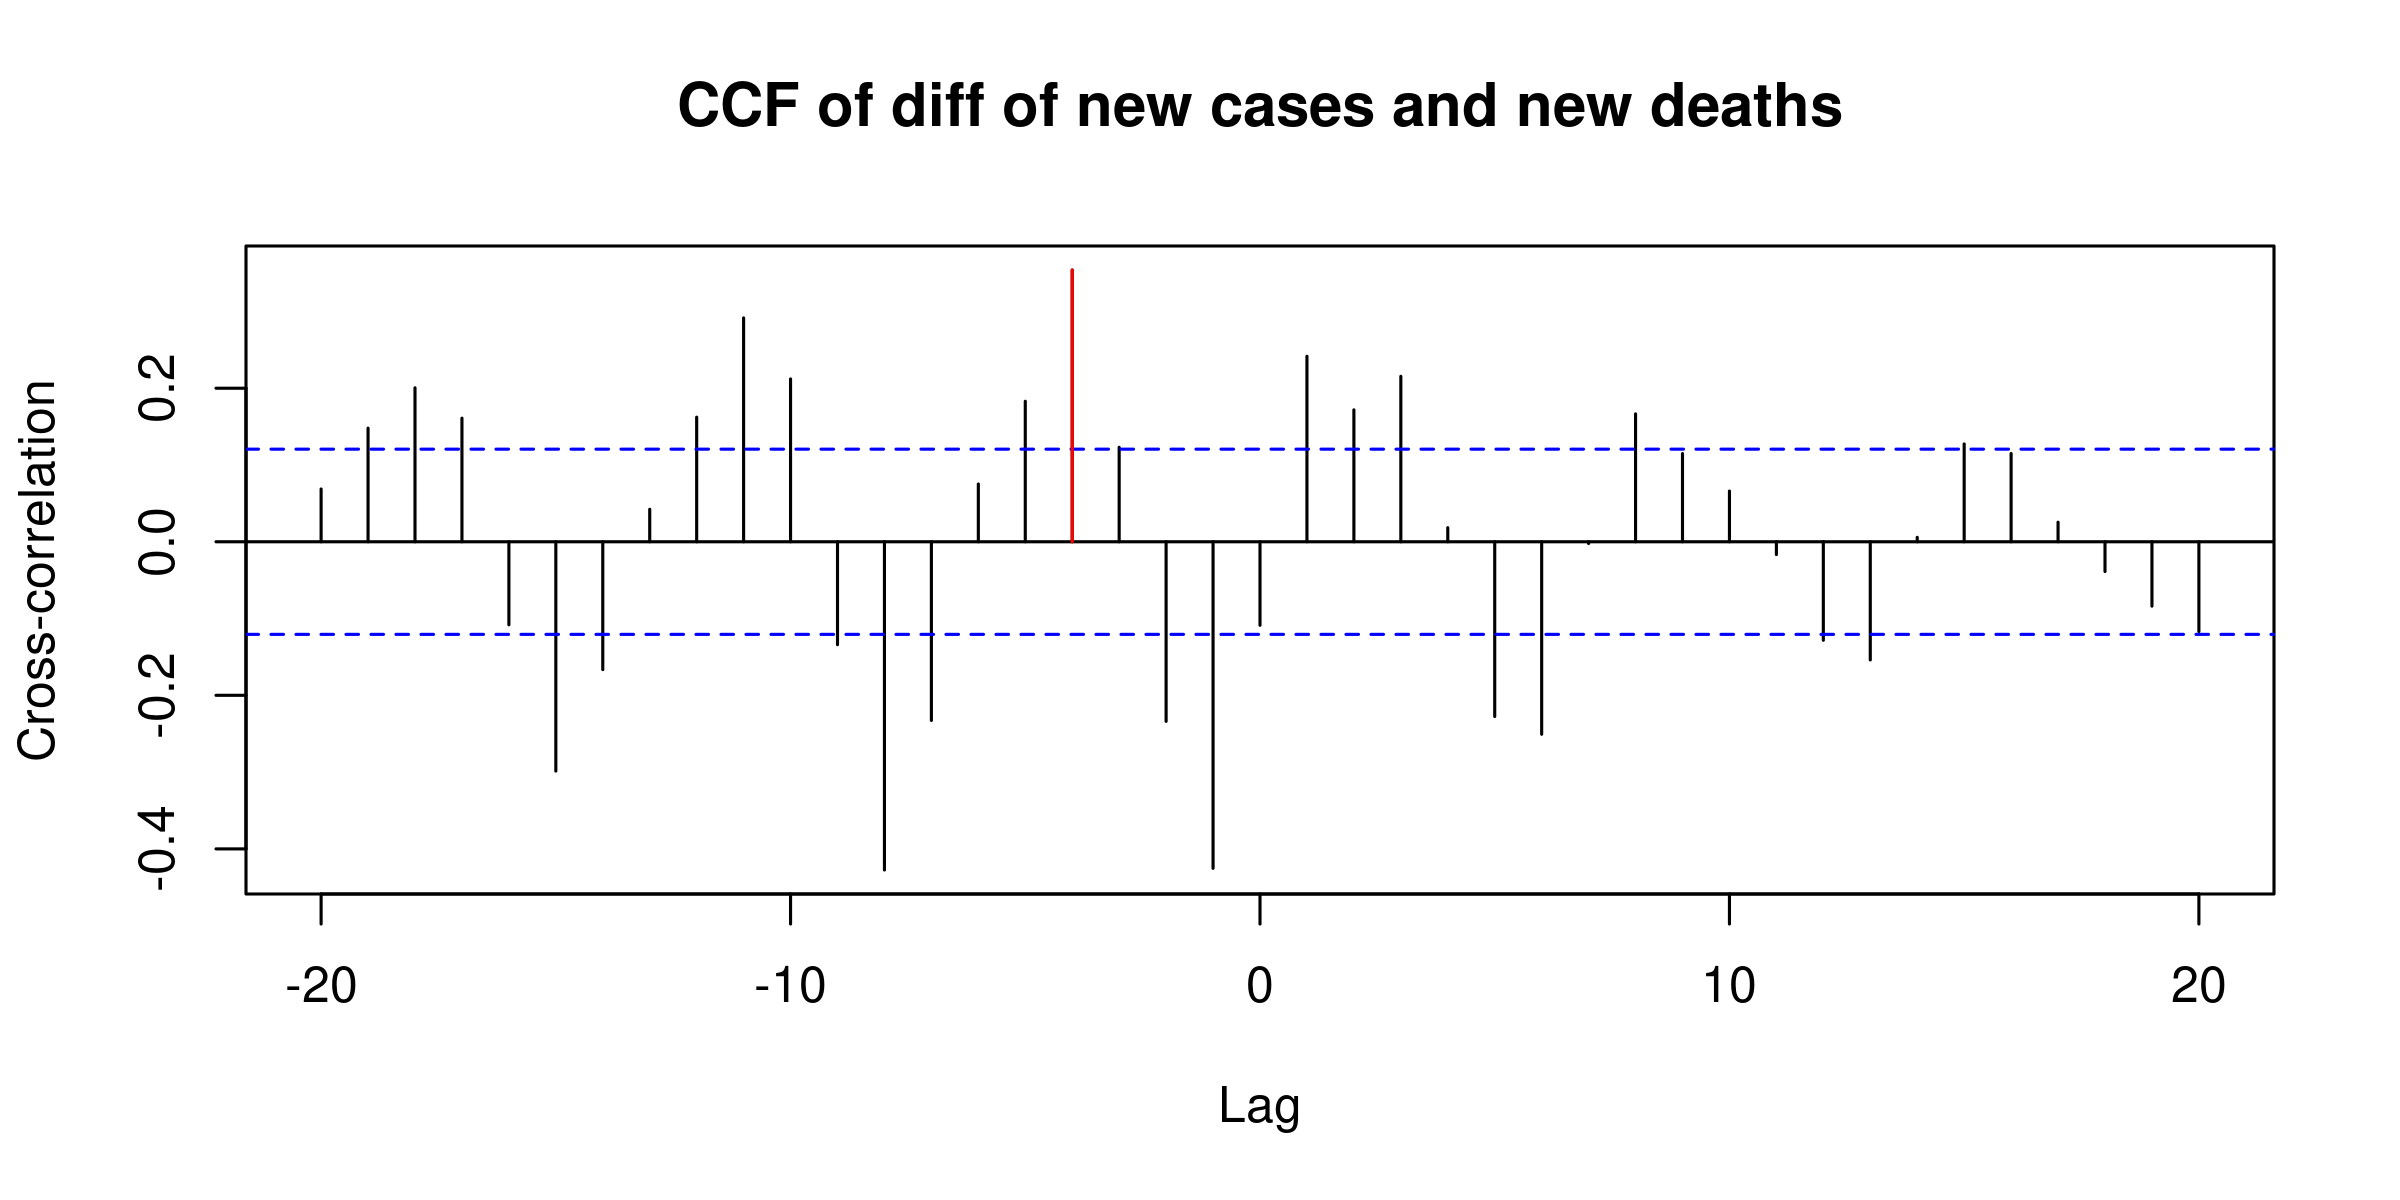 CCF of diff of new cases and new deaths
Cross-correlation
0.2
0.0
-0.2
-0.4
-20 -10 0 10 20
Lag